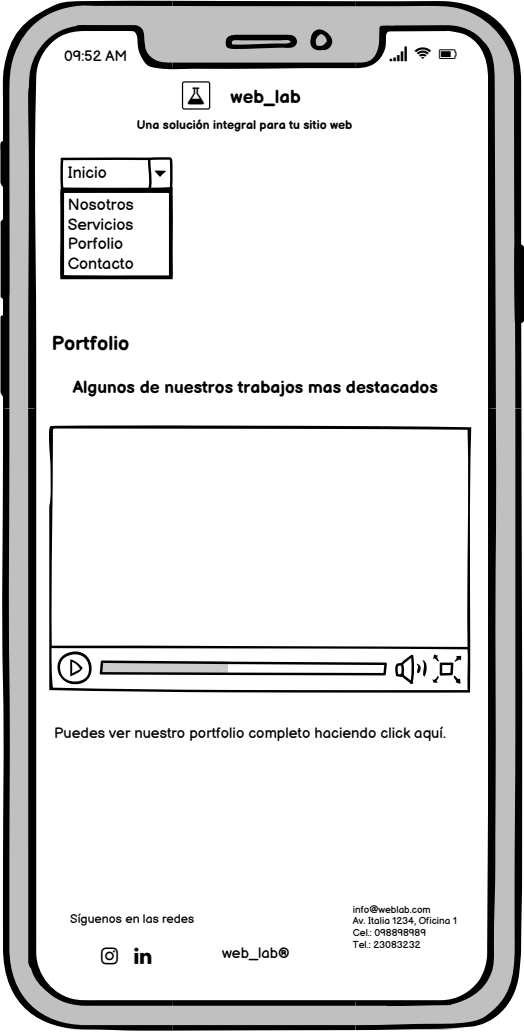 09:52 AM
web_lab
Una solución integral para tu sitio web
Inicio
Nosotros
Servicios
Porfolio
Contacto
Portfolio
Algunos de nuestros trabajos mas destacados
Puedes ver nuestro portfolio completo haciendo click aquí.
Síguenos en las redes
in
web_lab®
info@weblab.com
Av. Italia 1234, Oficina 1
Cel.: 098898989
Tel.: 23083232